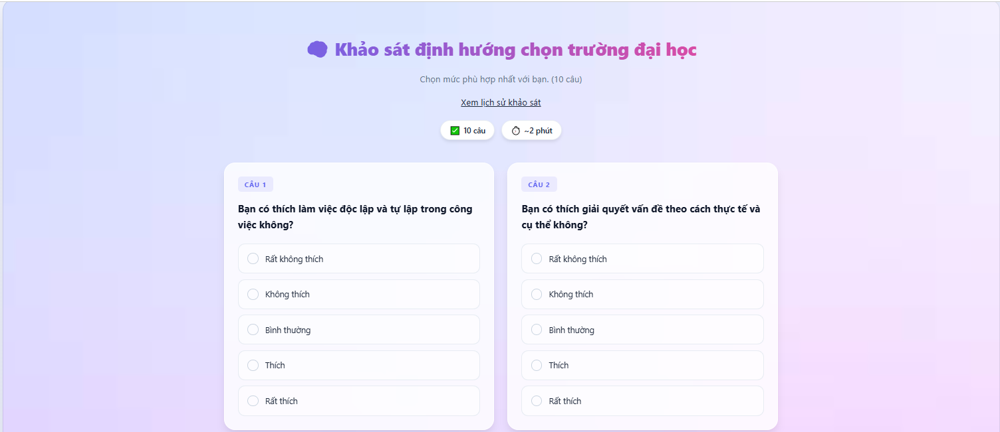 Khảo sát định hướng chọn trường đại học
Chọn mức phù hợp nhất với bạn. (10 câu)
Xem lịch sử khảo sát
10 câu
~2 phút
CÂU 1
Bạn có thích làm việc độc lập và tự lập trong công
việc không?
Rất không thích
Không thích
Bình thường
Thích
Rất thích
CÂU 2
Bạn có thích giải quyết vấn đề theo cách thực tế và
cụ thể không?
Rất không thích
Không thích
Bình thường
Thích
Rất thích